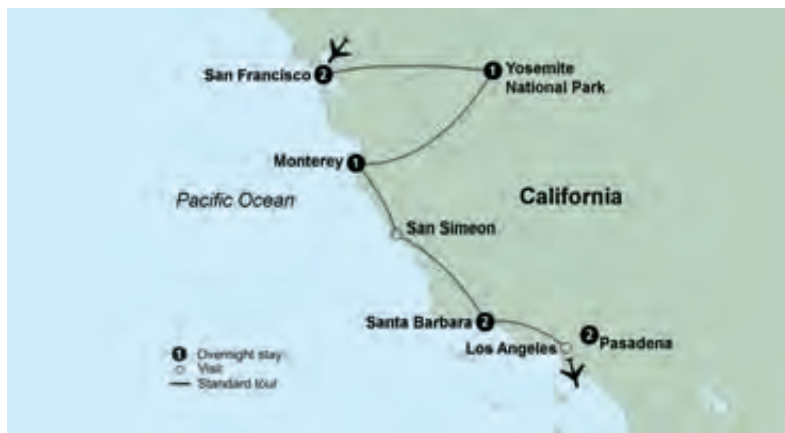 San Francisco 2
1 Yosemite
National Park
Monterey 1
Pacific Ocean
California
San Simeon
Santa Barbara 2
2 Pasadena
Los Angeles
1 Overnight stay
Visit
Standard tour